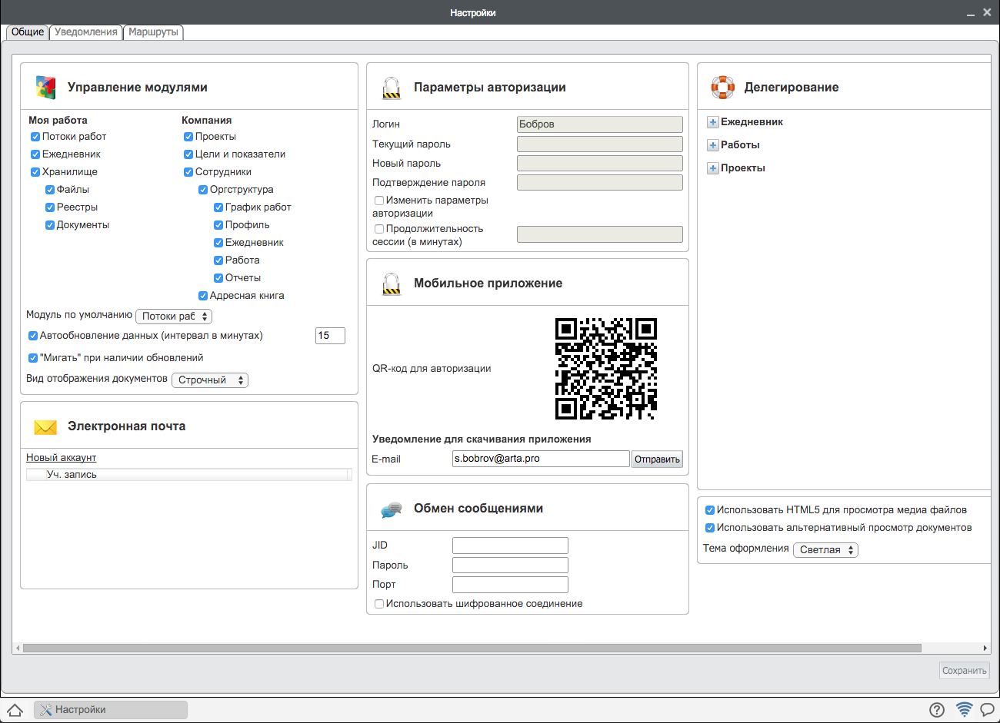 Настройки
Общие
Уведомления
Маршруты
Управление модулями
Моя работа
Потоки работ
Ежедневник
Хранилище
Файлы
Реестры
Документы
Компания
Проекты
Цели и показатели
Сотрудники
Оргструктура
График работ
Профиль
Ежедневник
Работа
Отчеты
Адресная книга
Модуль по умолчанию Потоки раб
Автообновление данных (интервал в минутах) 15
"Мигать" при наличии обновлений
Вид отображения документов Строчный
Электронная почта
Новый аккаунт
Уч. запись
Параметры авторизации
Логин Бобров
Текущий пароль
Новый пароль
Подтверждение пароля
Изменить параметры
авторизации
Продолжительность
сессии (в минутах)
Мобильное приложение
QR-код для авторизации
Уведомление для скачивания приложения
E-mail s.bobrov@arta.pro Отправить
Обмен сообщениями
JID
Пароль
Порт
Использовать шифрованное соединение
Делегирование
Ежедневник
Работы
Проекты
Использовать HTML5 для просмотра медиа файлов
Использовать альтернативный просмотр документов
Тема оформления Светлая
Сохранить
Настройки